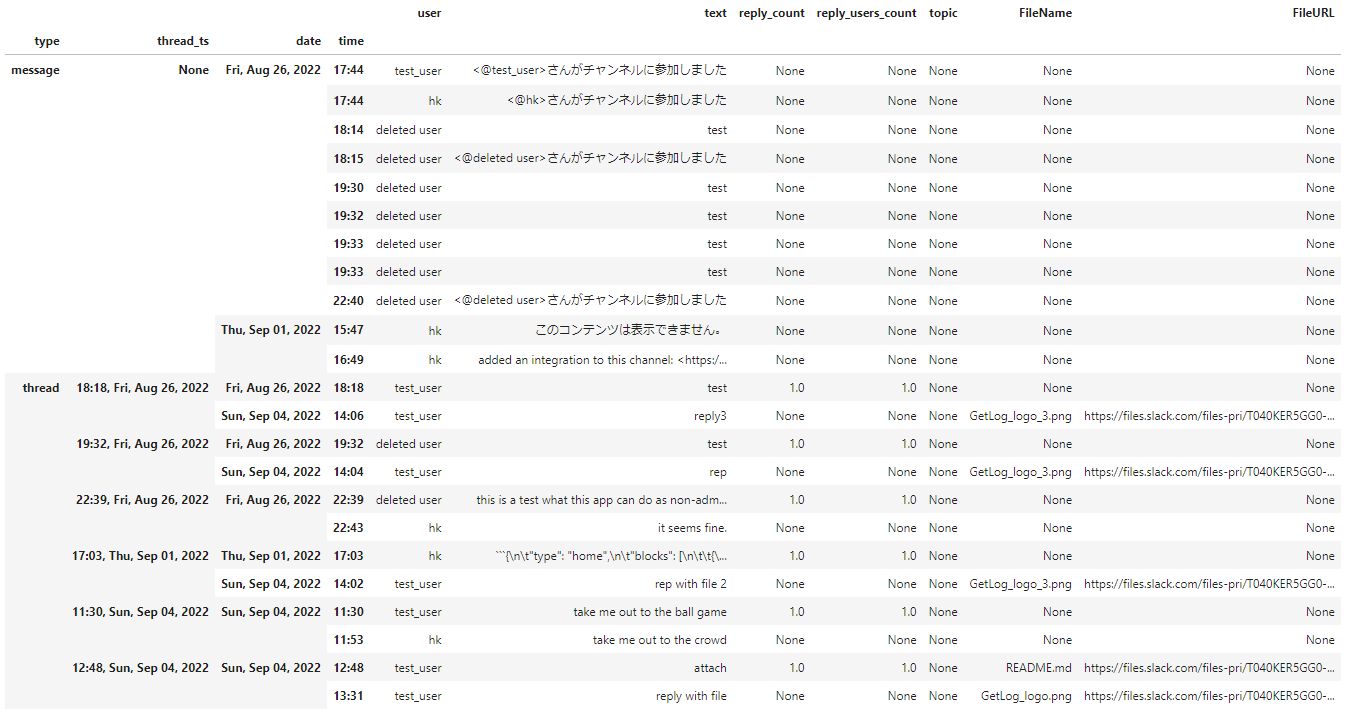 user text reply_count reply_users_count topic FileName FileURL
type thread_ts date time
message None Fri, Aug 26, 2022 17:44 test_user <@test_user>さんがチャンネルに参加しました None None None None None
17:44 hk <@hk>さんがチャンネルに参加しました None None None None None
18:14 deleted user test None None None None None
18:15 deleted user <@deleted user>さんがチャンネルに参加しました None None None None None
19:30 deleted user test None None None None None
19:32 deleted user test None None None None None
19:33 deleted user test None None None None None
19:33 deleted user test None None None None None
22:40 deleted user <@deleted user>さんがチャンネルに参加しました None None None None None
Thu, Sep 01, 2022 15:47 hk このコンテンツは表示できません。 None None None None None
16:49 hk added an integration to this channel: <https:/... None None None None None
thread 18:18, Fri, Aug 26, 2022 Fri, Aug 26, 2022 18:18 test_user test 1.0 1.0 None None None
Sun, Sep 04, 2022 14:06 test_user reply3 None None None GetLog_logo_3.png https://files.slack.com/files-pri/T040KER5GG0-...
19:32, Fri, Aug 26, 2022 Fri, Aug 26, 2022 19:32 deleted user test 1.0 1.0 None None None
Sun, Sep 04, 2022 14:04 test_user rep None None None GetLog_logo_3.png https://files.slack.com/files-pri/T040KER5GG0-...
22:39, Fri, Aug 26, 2022 Fri, Aug 26, 2022 22:39 deleted user this is a test what this app can do as non-adm... 1.0 1.0 None None None
22:43 hk it seems fine. None None None None None
17:03, Thu, Sep 01, 2022 Thu, Sep 01, 2022 17:03 hk ```{\n\t"type": "home",\n\t"blocks": [\n\t\t{\... 1.0 1.0 None None None
Sun, Sep 04, 2022 14:02 test_user rep with file 2 None None None GetLog_logo_3.png https://files.slack.com/files-pri/T040KER5GG0-...
11:30, Sun, Sep 04, 2022 Sun, Sep 04, 2022 11:30 test_user take me out to the ball game 1.0 1.0 None None None
11:53 hk take me out to the crowd None None None None None
12:48, Sun, Sep 04, 2022 Sun, Sep 04, 2022 12:48 test_user attach 1.0 1.0 None README.md https://files.slack.com/files-pri/T040KER5GG0-...
13:31 test_user reply with file None None None GetLog_logo.png https://files.slack.com/files-pri/T040KER5GG0-...